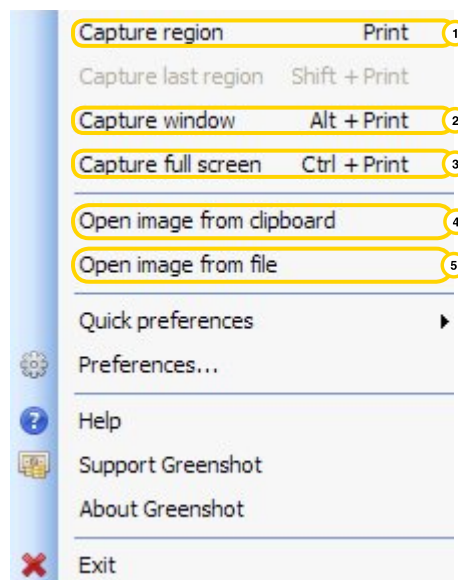 Capture region Print 1
Capture last region Shift + Print
Capture window Alt + Print 2
Capture full screen Ctrl + Print 3
Open image from clipboard 4
Open image from file 5
Quick preferences
Preferences...
? Help
Support Greenshot
About Greenshot
Exit